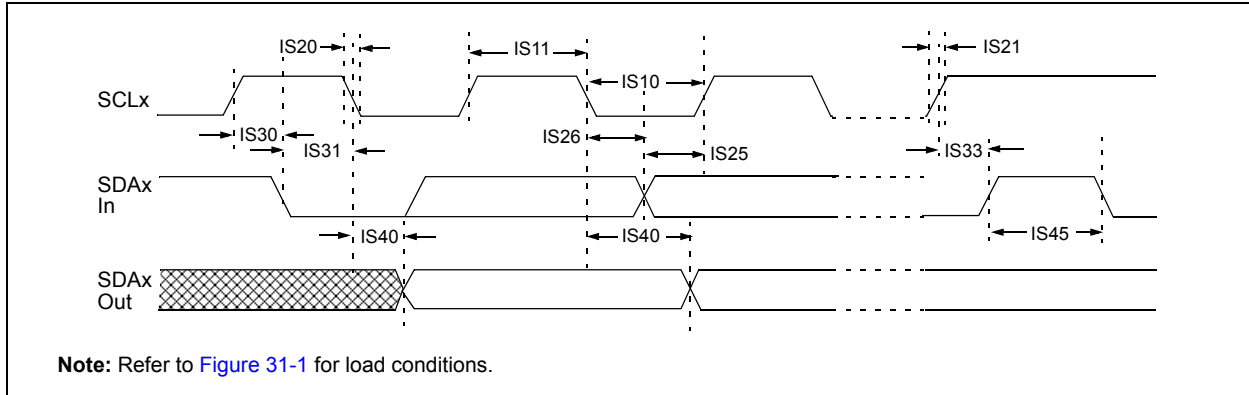 IS20
IS11
IS21
IS10
SCLx
IS30
IS26
IS31
IS25
IS33
SDAx
In
IS40
IS40
IS45
SDAx
Out
Note: Refer to Figure 31-1 for load conditions.